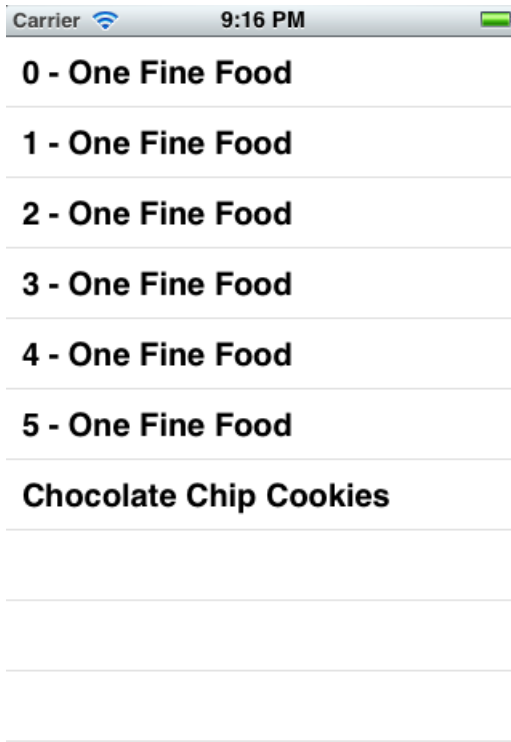 Carrier 9:16 PM
0 - One Fine Food
1 - One Fine Food
2 - One Fine Food
3 - One Fine Food
4 - One Fine Food
5 - One Fine Food
Chocolate Chip Cookies